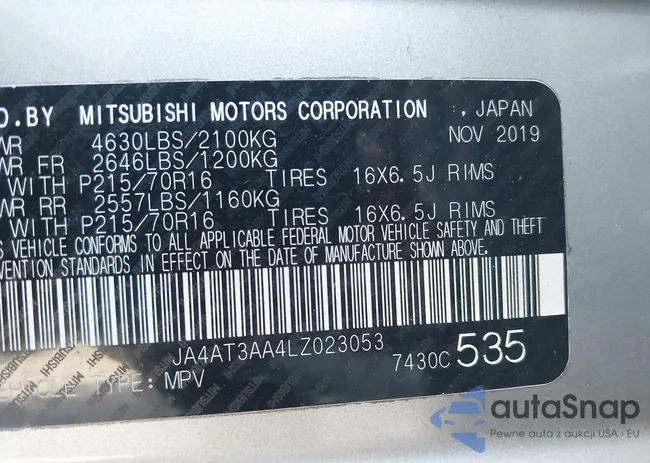 D.BY MITSUBISHI MOTORS CORPORATION , JAPAN
WR 4630LBS/2100KG NOV 2019
WR FR 2646LBS/1200KG
WITH P215/70R16 TIRES 16X6.5J RIMS
WR RR 2557LBS/1160KG
WITH P215/70R16 TIRES 16X6.5J RIMS
S VEHICLE CONFORMS TO ALL APPLICABLE FEDERAL MOTOR VEHICLE SAFETY AND THEFT
EVENTION STANDARDS IN EFFECT ON THE DATE OF MANUFACTURE SHOWN ABOVE.
JA4AT3AA4LZ023053
7430C 535
TYPE: MPV
autaSnap
Pewne auta z aukcji USA i EU